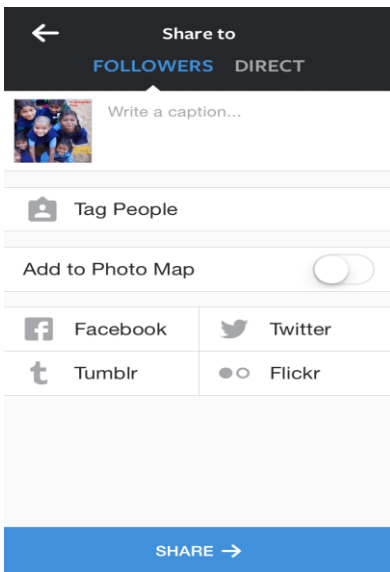 Share to
FOLLOWERS DIRECT
Write a caption...
Tag People
Add to Photo Map
Facebook Twitter
Tumblr Flickr
SHARE →